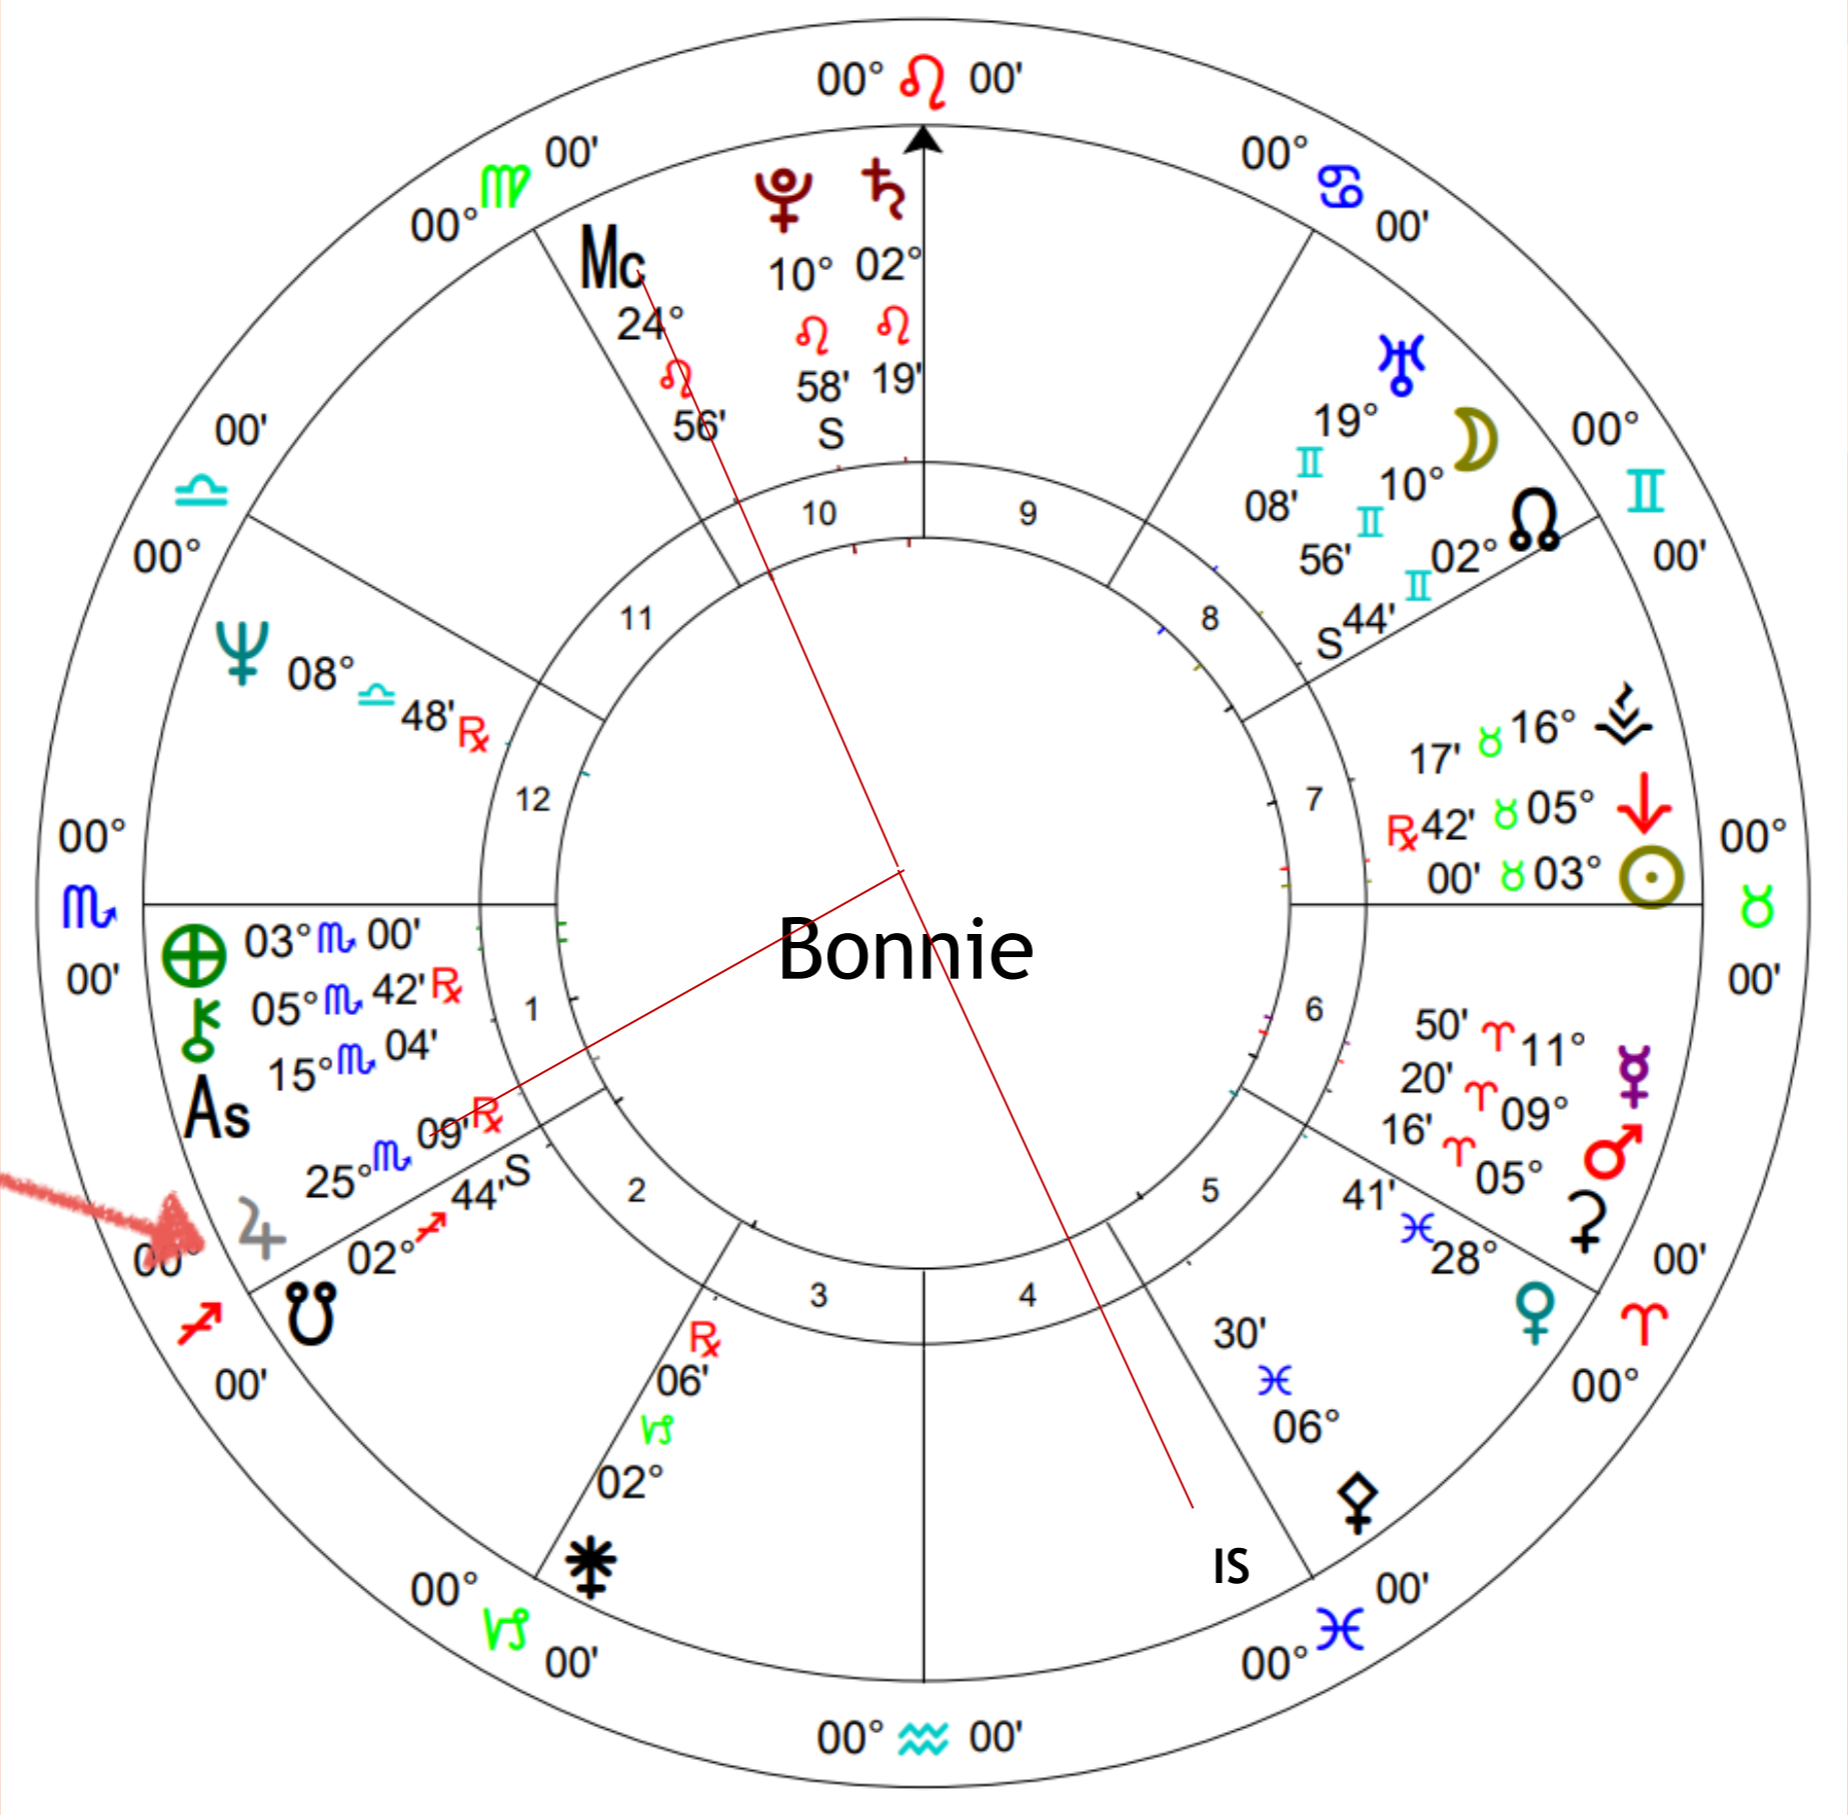 00° ♌ 00'
00° ♍ 00'
00° ♋ 00'
Mc 24° ♌ 56'
♇ 10° ♌ 58' S
♄ 02° ♌ 19'
♅ 19° ♊ 08'
☽ 10° ♊ 56'
☊ 02° ♊ 44' S
00° ♊ 00'
00° ♎ 00'
10
9
11
8
12
7
♆ 08° ♎ 48' ℞
⚶ 16° ♉ 17'
05° ♉ 42' ℞
☉ 03° ♉ 00'
00° ♏ 00'
00° ♉ 00'
Bonnie
⊕ 03° ♏ 00'
⚷ 05° ♏ 42' ℞
As 15° ♏ 04'
♃ 25° ♏ 09' ℞
☋ 02° ♐ 44' S
1
6
2
5
3
4
☿ 11° ♈ 50'
♂ 09° ♈ 20'
⚳ 05° ♈ 16'
♀ 28° ♓ 41'
00° ♐ 00'
00° ♈ 00'
⚵ 02° ♑ 06' ℞
⚴ 06° ♓ 30'
IS
00° ♑ 00'
00° ♓ 00'
00° ♒ 00'